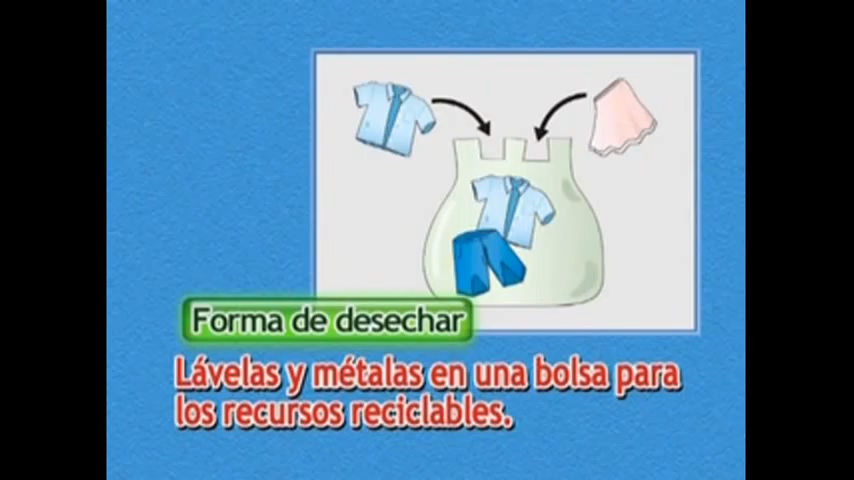 Forma de desechar
Lávelas y métalas en una bolsa para
los recursos reciclables.